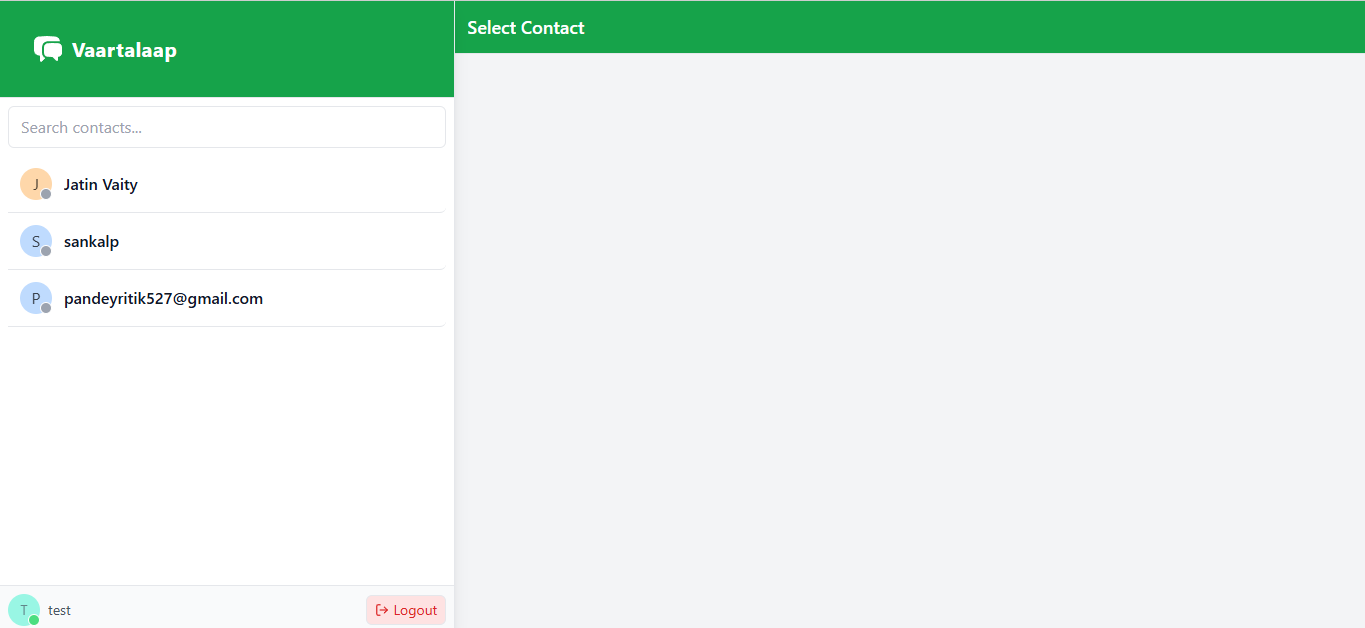 Vaartalaap
Select Contact
Search contacts...
J Jatin Vaity
S sankalp
P pandeyritik527@gmail.com
T test
Logout